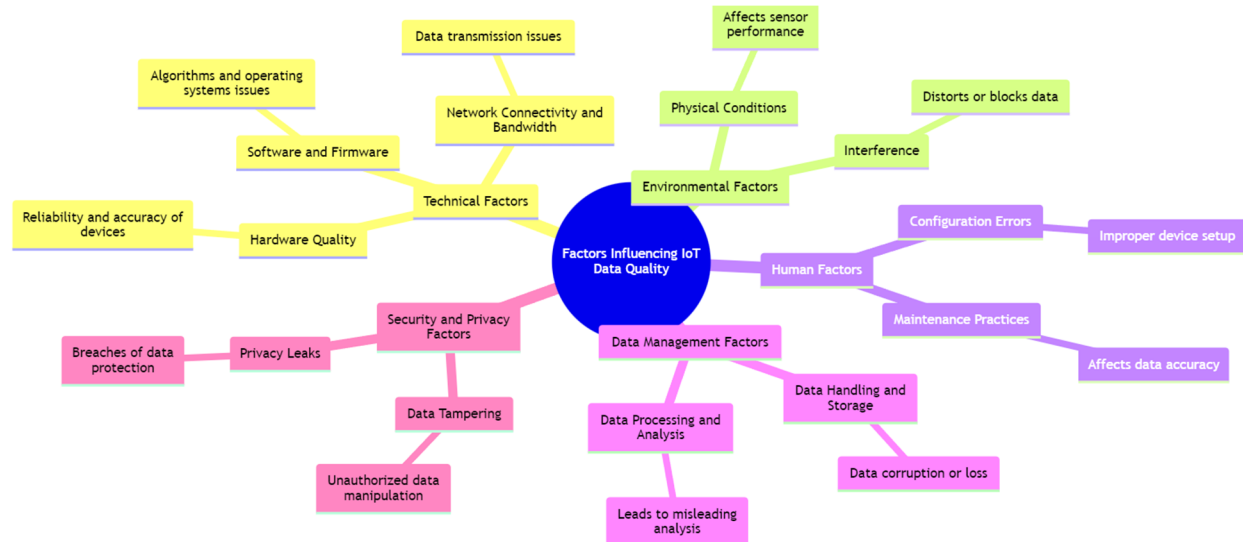 Affects sensor
performance
Data transmission issues
Algorithms and operating
systems issues
Distorts or blocks data
Physical Conditions
Network Connectivity and
Bandwidth
Software and Firmware
Interference
Environmental Factors
Technical Factors
Reliability and accuracy of
devices
Hardware Quality
Configuration Errors
Improper device setup
Factors Influencing IoT
Data Quality
Human Factors
Security and Privacy
Factors
Maintenance Practices
Data Management Factors
Breaches of data
protection
Privacy Leaks
Affects data accuracy
Data Handling and
Storage
Data Tampering
Data Processing and
Analysis
Unauthorized data
manipulation
Data corruption or loss
Leads to misleading
analysis